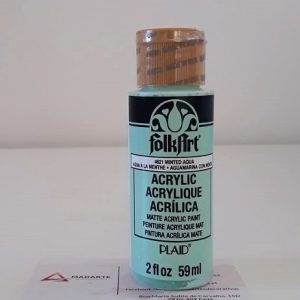 folkArt
4621 MINTED AQUA
AQUA À LA MENTHE • AQUAMARINA CON MENTA
ACRYLIC
ACRYLIQUE
ACRÍLICA
MATTE ACRYLIC PAINT
PEINTURE ACRYLIQUE MAT
PINTURA ACRÍLICA MATE
PLAID
2 fl oz 59 ml
MADARTE